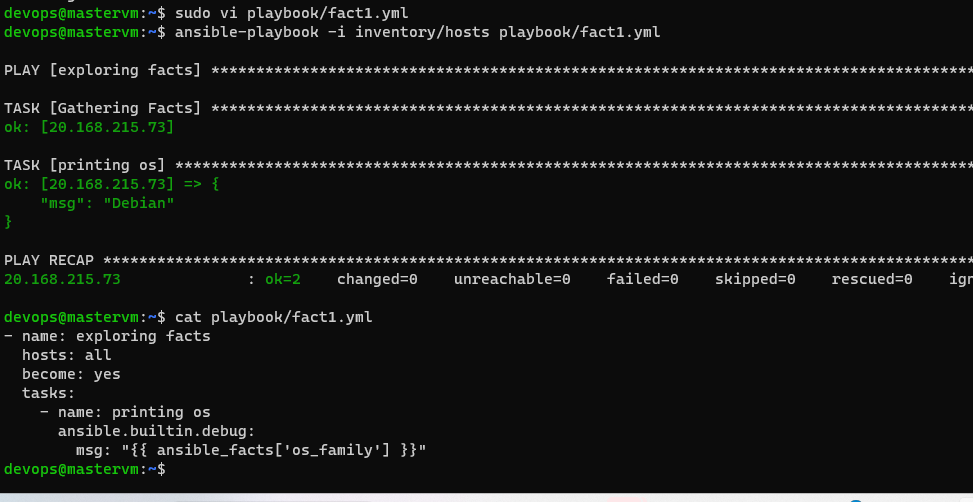 devops@mastervm:~$ sudo vi playbook/fact1.yml
devops@mastervm:~$ ansible-playbook -i inventory/hosts playbook/fact1.yml
PLAY [exploring facts] *************************************************************************************
TASK [Gathering Facts] *************************************************************************************
ok: [20.168.215.73]
TASK [printing os] *****************************************************************************************
ok: [20.168.215.73] => {
    "msg": "Debian"
}
PLAY RECAP *************************************************************************************************
20.168.215.73              : ok=2    changed=0    unreachable=0    failed=0    skipped=0    rescued=0    ign
devops@mastervm:~$ cat playbook/fact1.yml
- name: exploring facts
  hosts: all
  become: yes
  tasks:
    - name: printing os
      ansible.builtin.debug:
        msg: "{{ ansible_facts['os_family'] }}"
devops@mastervm:~$